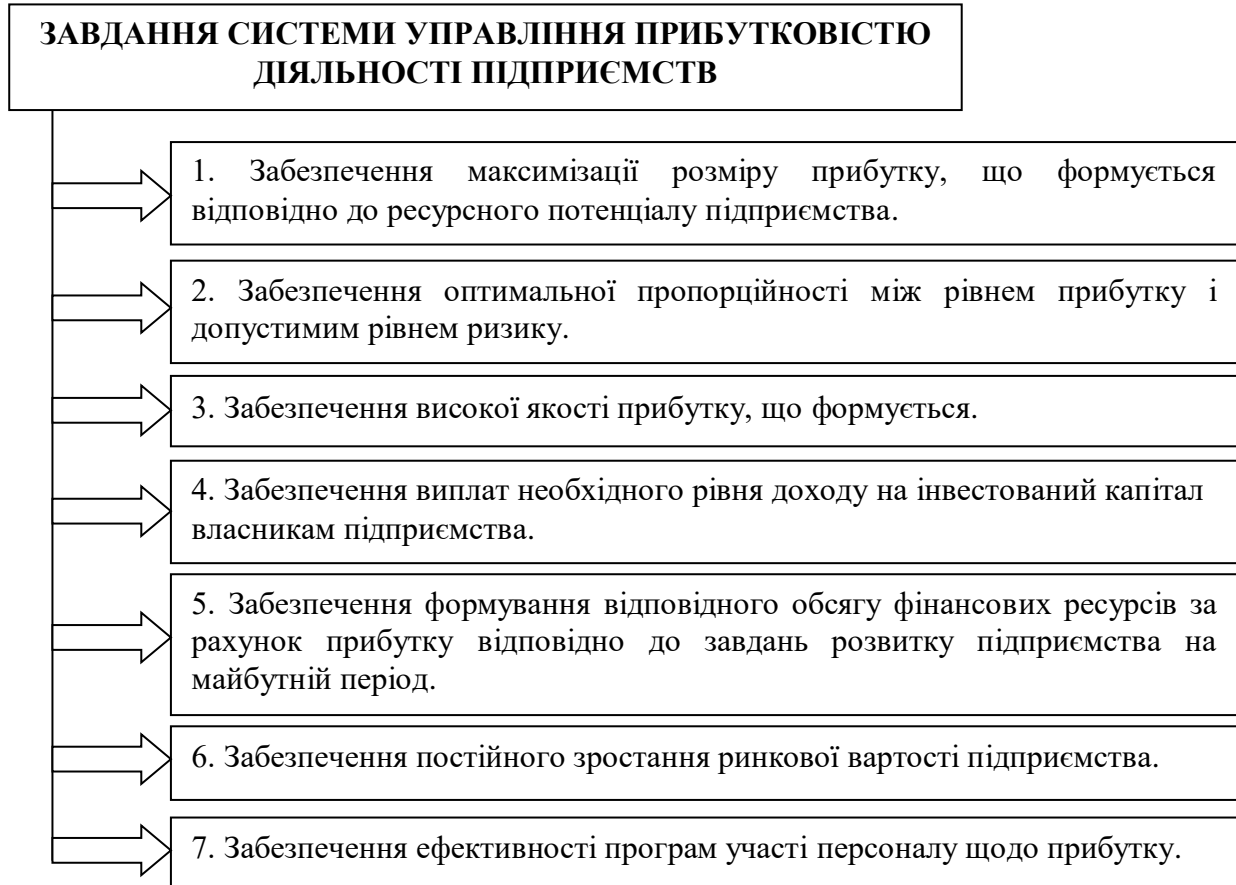 ЗАВДАННЯ СИСТЕМИ УПРАВЛІННЯ ПРИБУТКОВІСТЮ
ДІЯЛЬНОСТІ ПІДПРИЄМСТВ
1. Забезпечення максимізації розміру прибутку, що формується
відповідно до ресурсного потенціалу підприємства.
2. Забезпечення оптимальної пропорційності між рівнем прибутку і
допустимим рівнем ризику.
3. Забезпечення високої якості прибутку, що формується.
4. Забезпечення виплат необхідного рівня доходу на інвестований капітал
власникам підприємства.
5. Забезпечення формування відповідного обсягу фінансових ресурсів за
рахунок прибутку відповідно до завдань розвитку підприємства на
майбутній період.
6. Забезпечення постійного зростання ринкової вартості підприємства.
7. Забезпечення ефективності програм участі персоналу щодо прибутку.